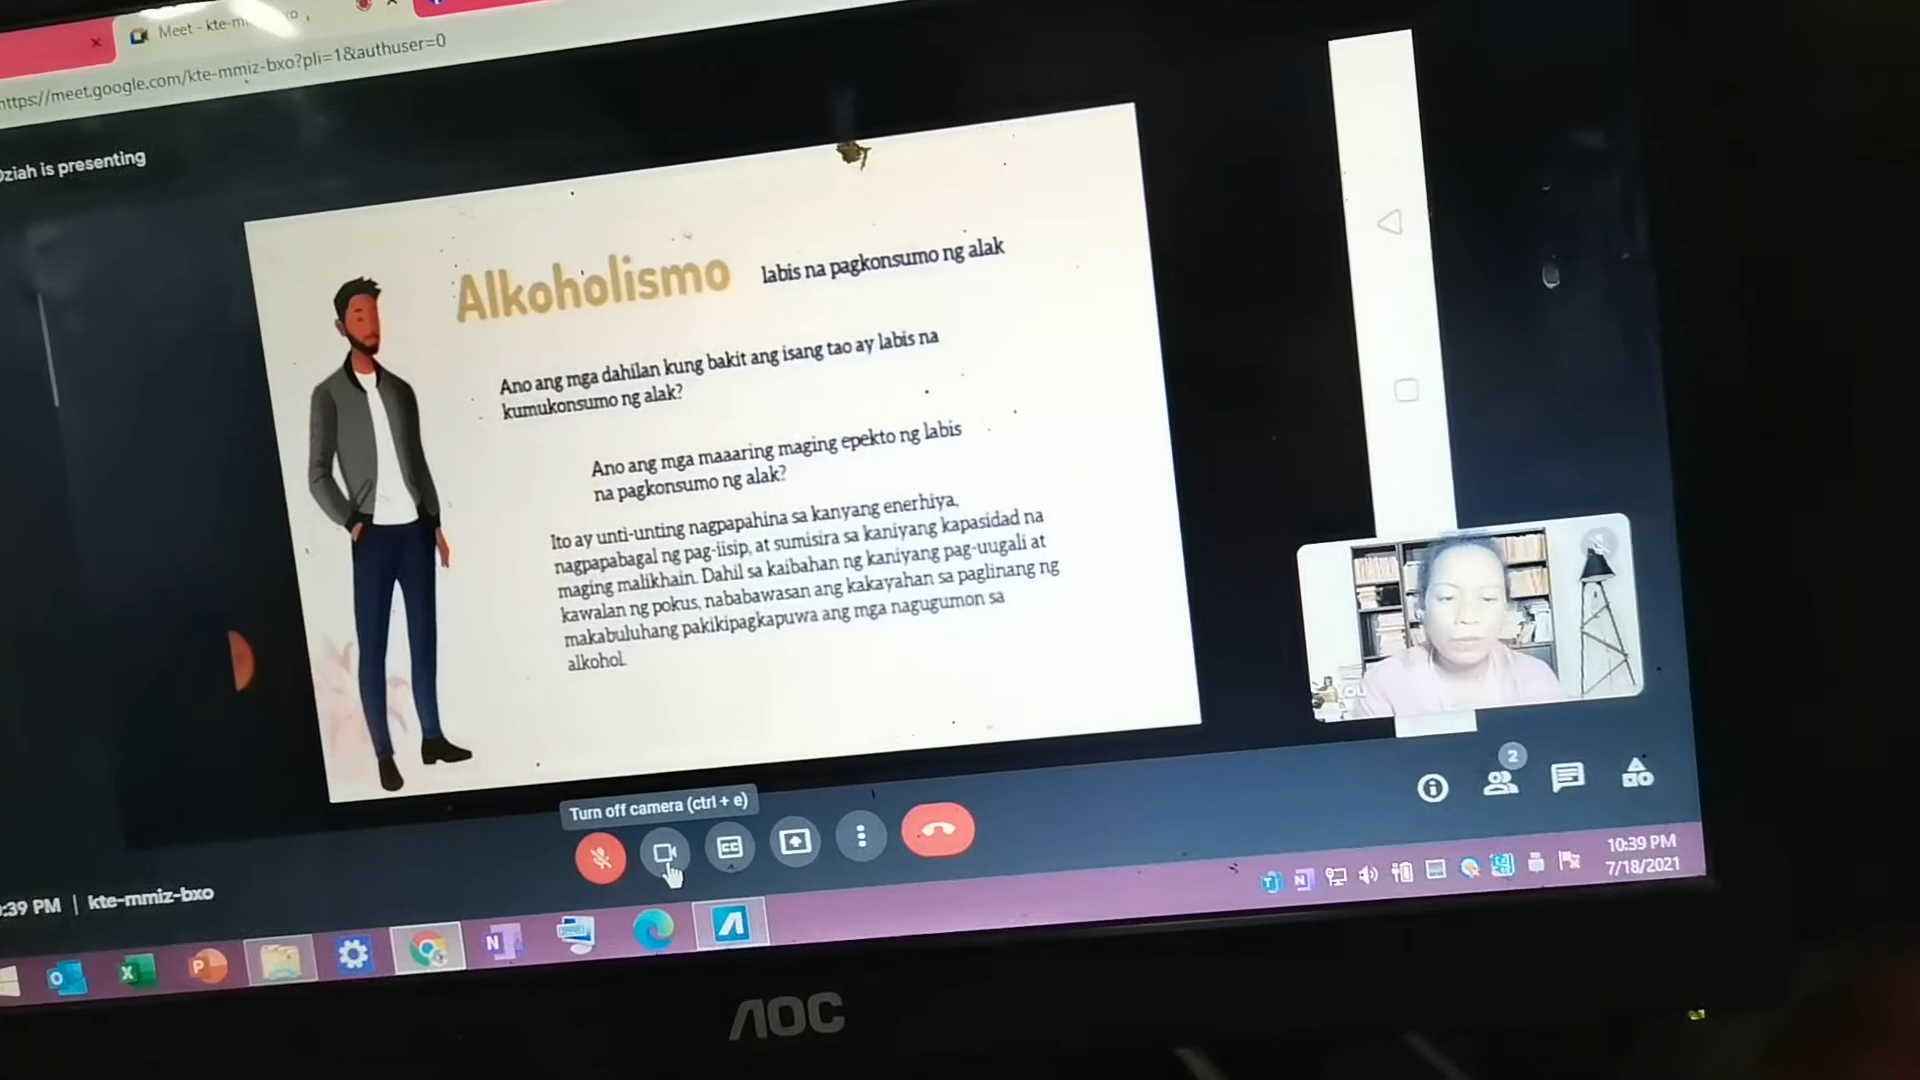 Meet - kte-m
https://meet.google.com/kte-mmiz-bxo?pli=1&authuser=0
Oziah is presenting
Alkoholismo
labis na pagkonsumo ng alak
Ano ang mga dahilan kung bakit ang isang tao ay labis na
kumukonsumo ng alak?
Ano ang mga maaaring maging epekto ng labis
na pagkonsumo ng alak?
Ito ay unti-unting nagpapahina sa kanyang enerhiya,
nagpapabagal ng pag-iisip, at sumisira sa kaniyang kapasidad na
maging malikhain. Dahil sa kaibahan ng kaniyang pag-uugali at
kawalan ng pokus, nababawasan ang kakayahan sa paglinang ng
makabuluhang pakikipagkapuwa ang mga nagugumon sa
alkohol.
You
Turn off camera (ctrl + e)
CC
2
:39 PM | kte-mmiz-bxo
10:39 PM
7/18/2021
AOC